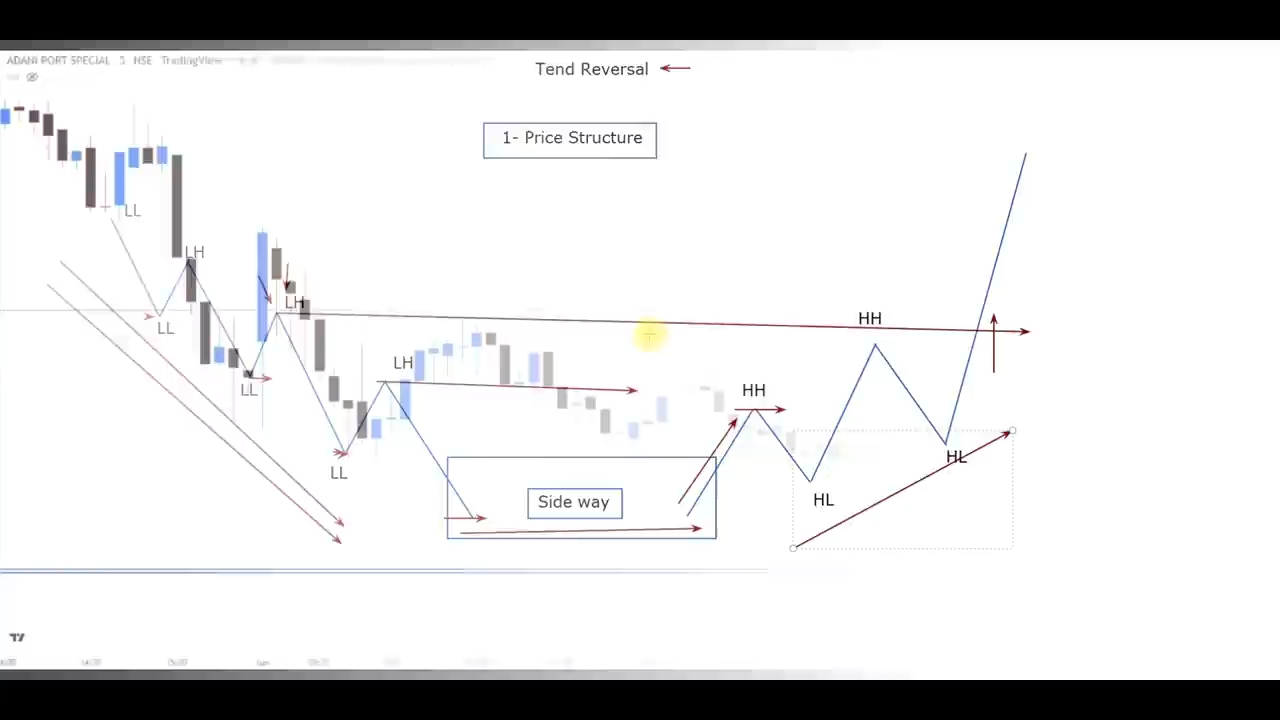 ADANI PORT SPECIAL 5 NSE TradingView
Tend Reversal
1- Price Structure
LL
LH
LL
LH
LL
LH
LL
HH
HH
HL
HL
Side way